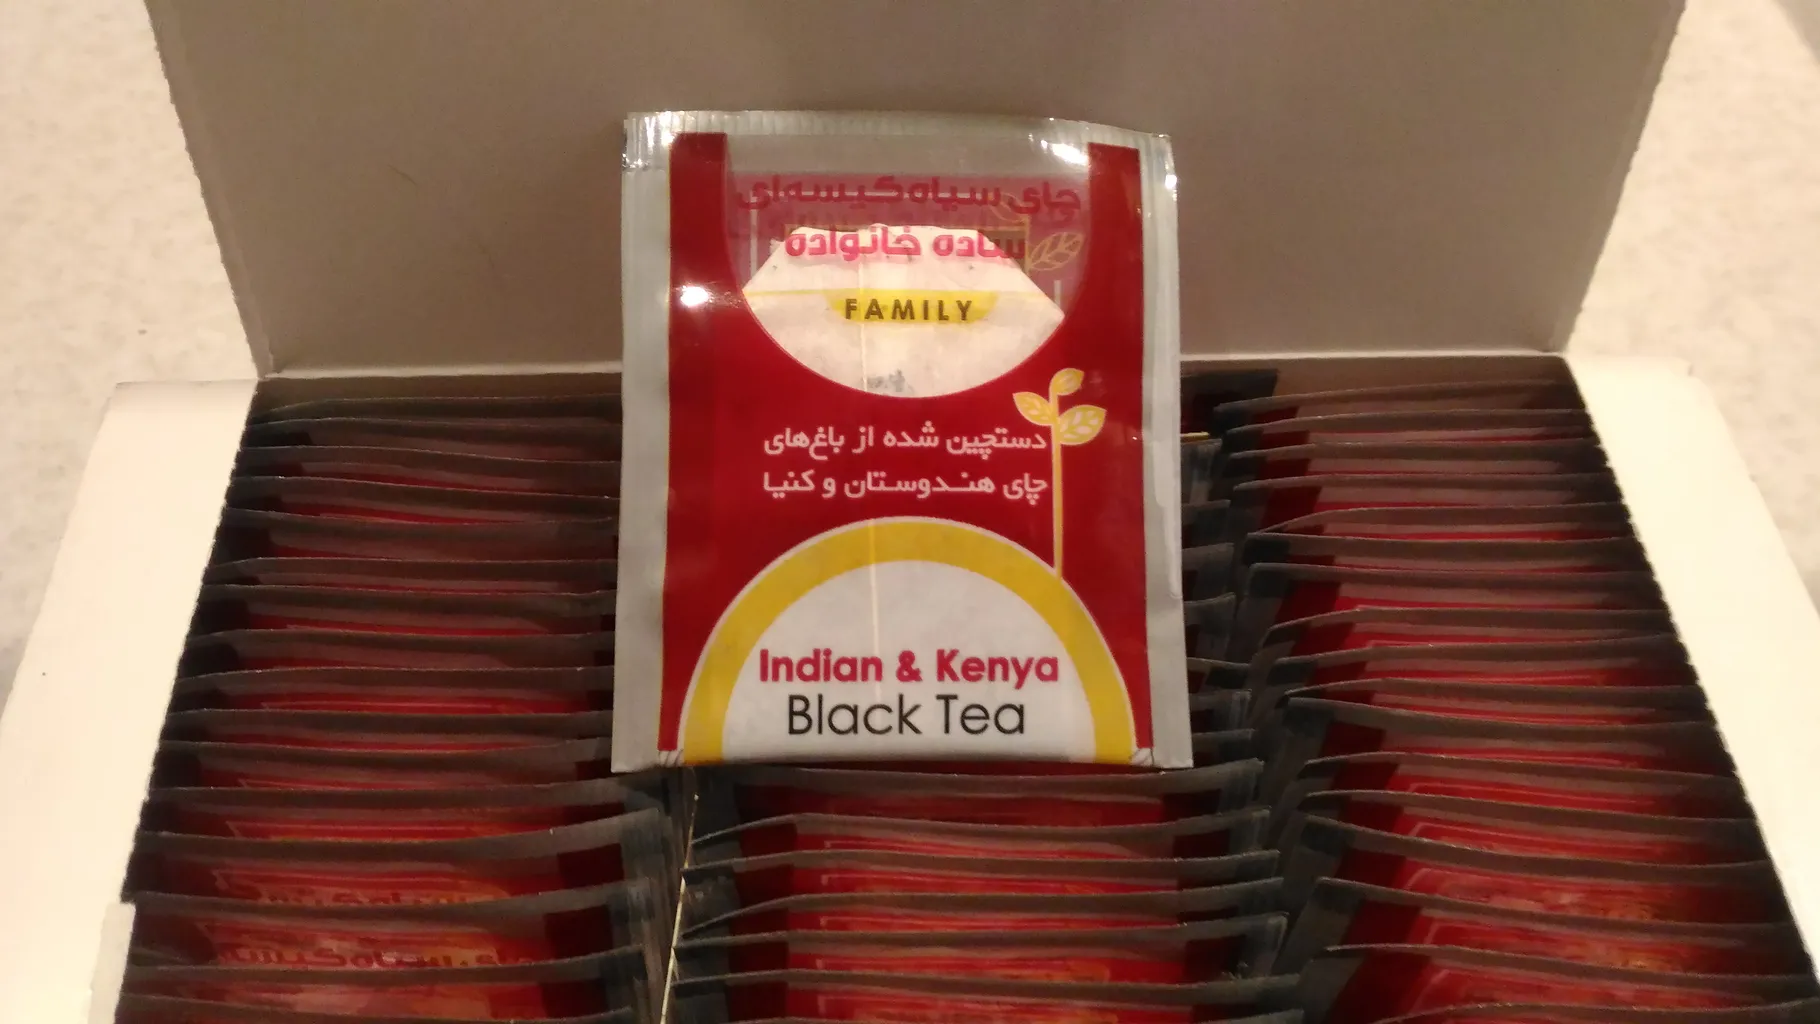 چای سیاه کیسه‌ای
ساده خانواده
FAMILY
دستچین شده از باغ‌های
چای هندوستان و کنیا
Indian & Kenya
Black Tea